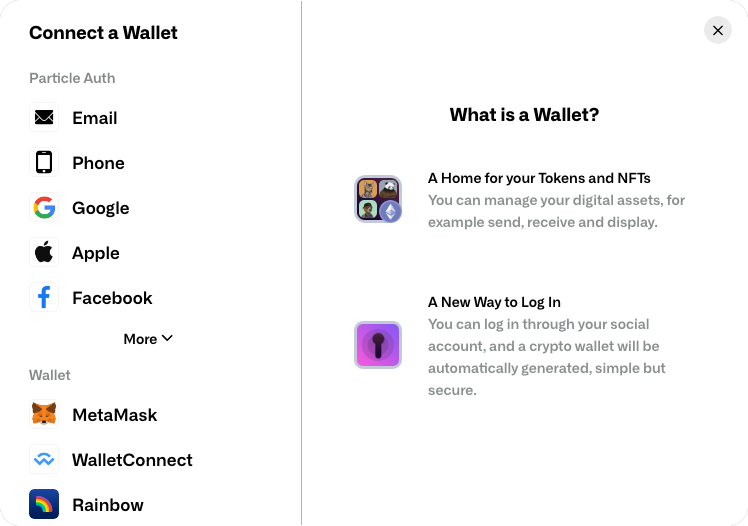 Connect a Wallet
Particle Auth
Email
Phone
Google
Apple
Facebook
More
Wallet
MetaMask
WalletConnect
Rainbow
What is a Wallet?
A Home for your Tokens and NFTs
You can manage your digital assets, for
example send, receive and display.
A New Way to Log In
You can log in through your social
account, and a crypto wallet will be
automatically generated, simple but
secure.